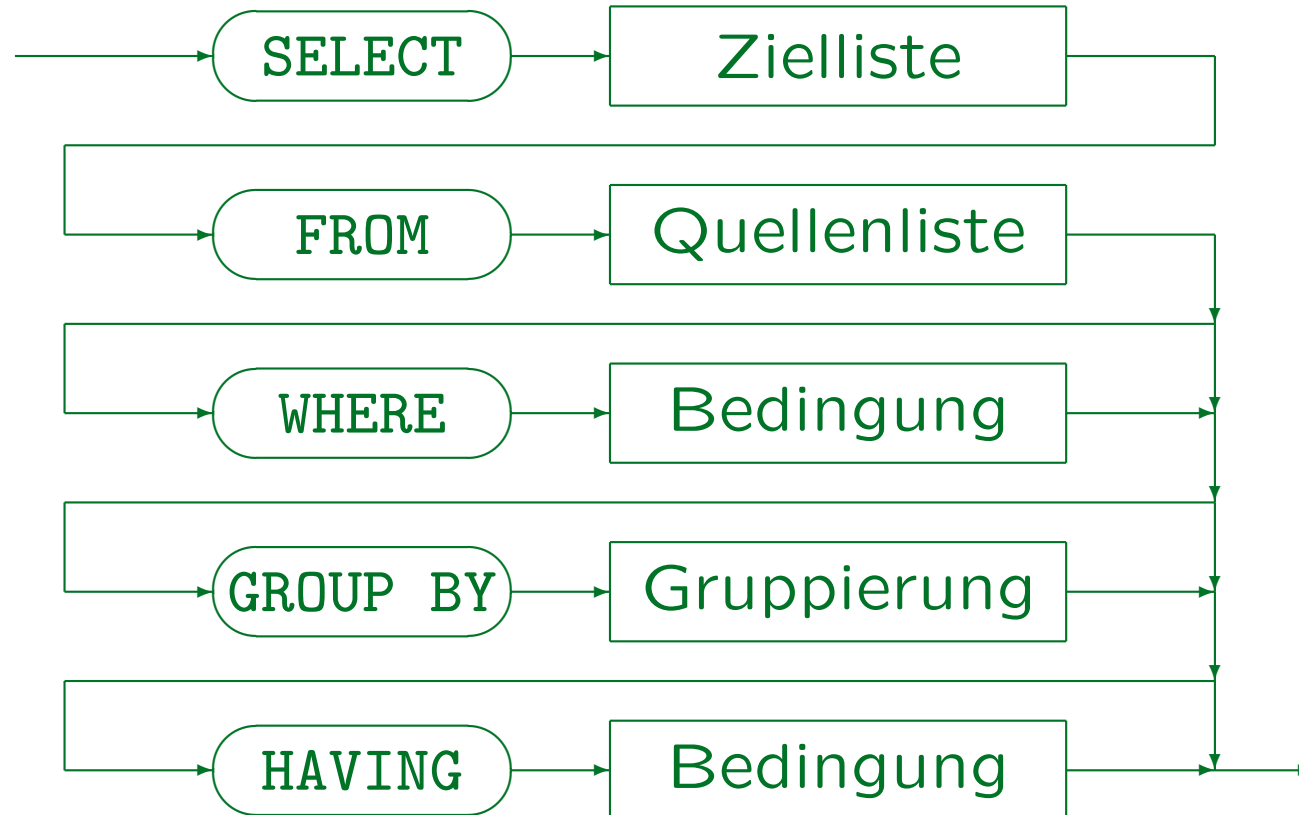 SELECT Zielliste
FROM Quellenliste
WHERE Bedingung
GROUP BY Gruppierung
HAVING Bedingung